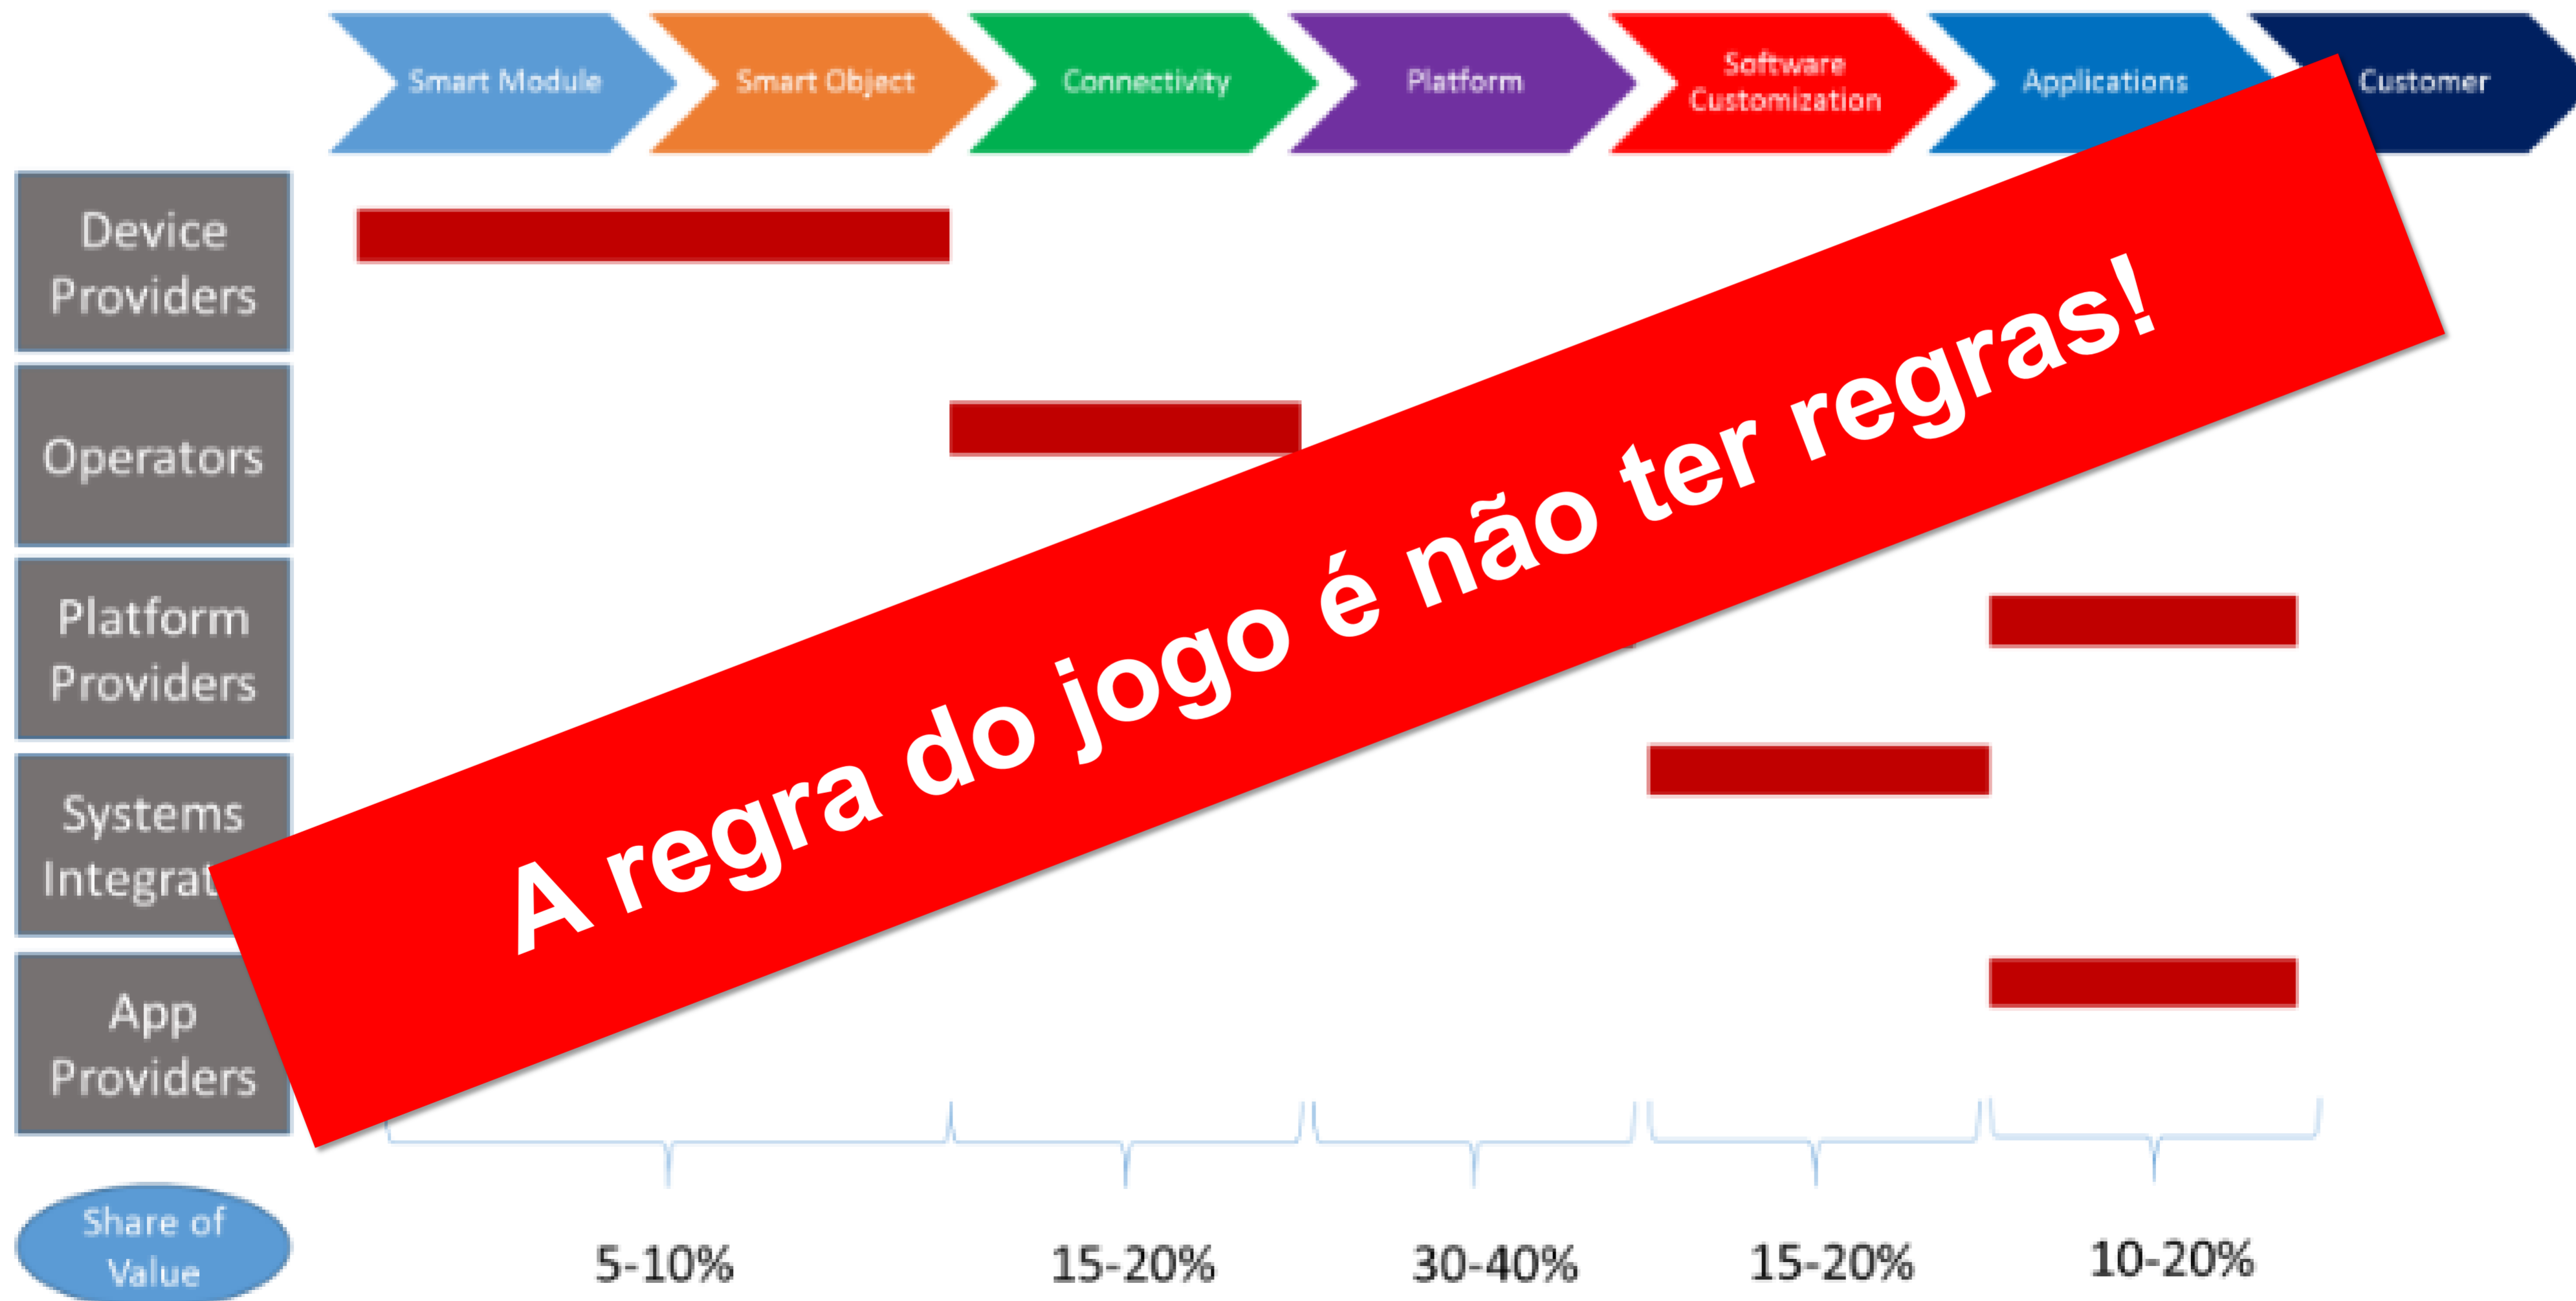 Smart Module
Smart Object
Connectivity
Platform
Software
Customization
Applications
Customer
Device
Providers
Operators
Platform
Providers
Systems
App
Providers
A regra do jogo é não ter regras!
Share of
Value
5-10%
15-20%
30-40%
15-20%
10-20%